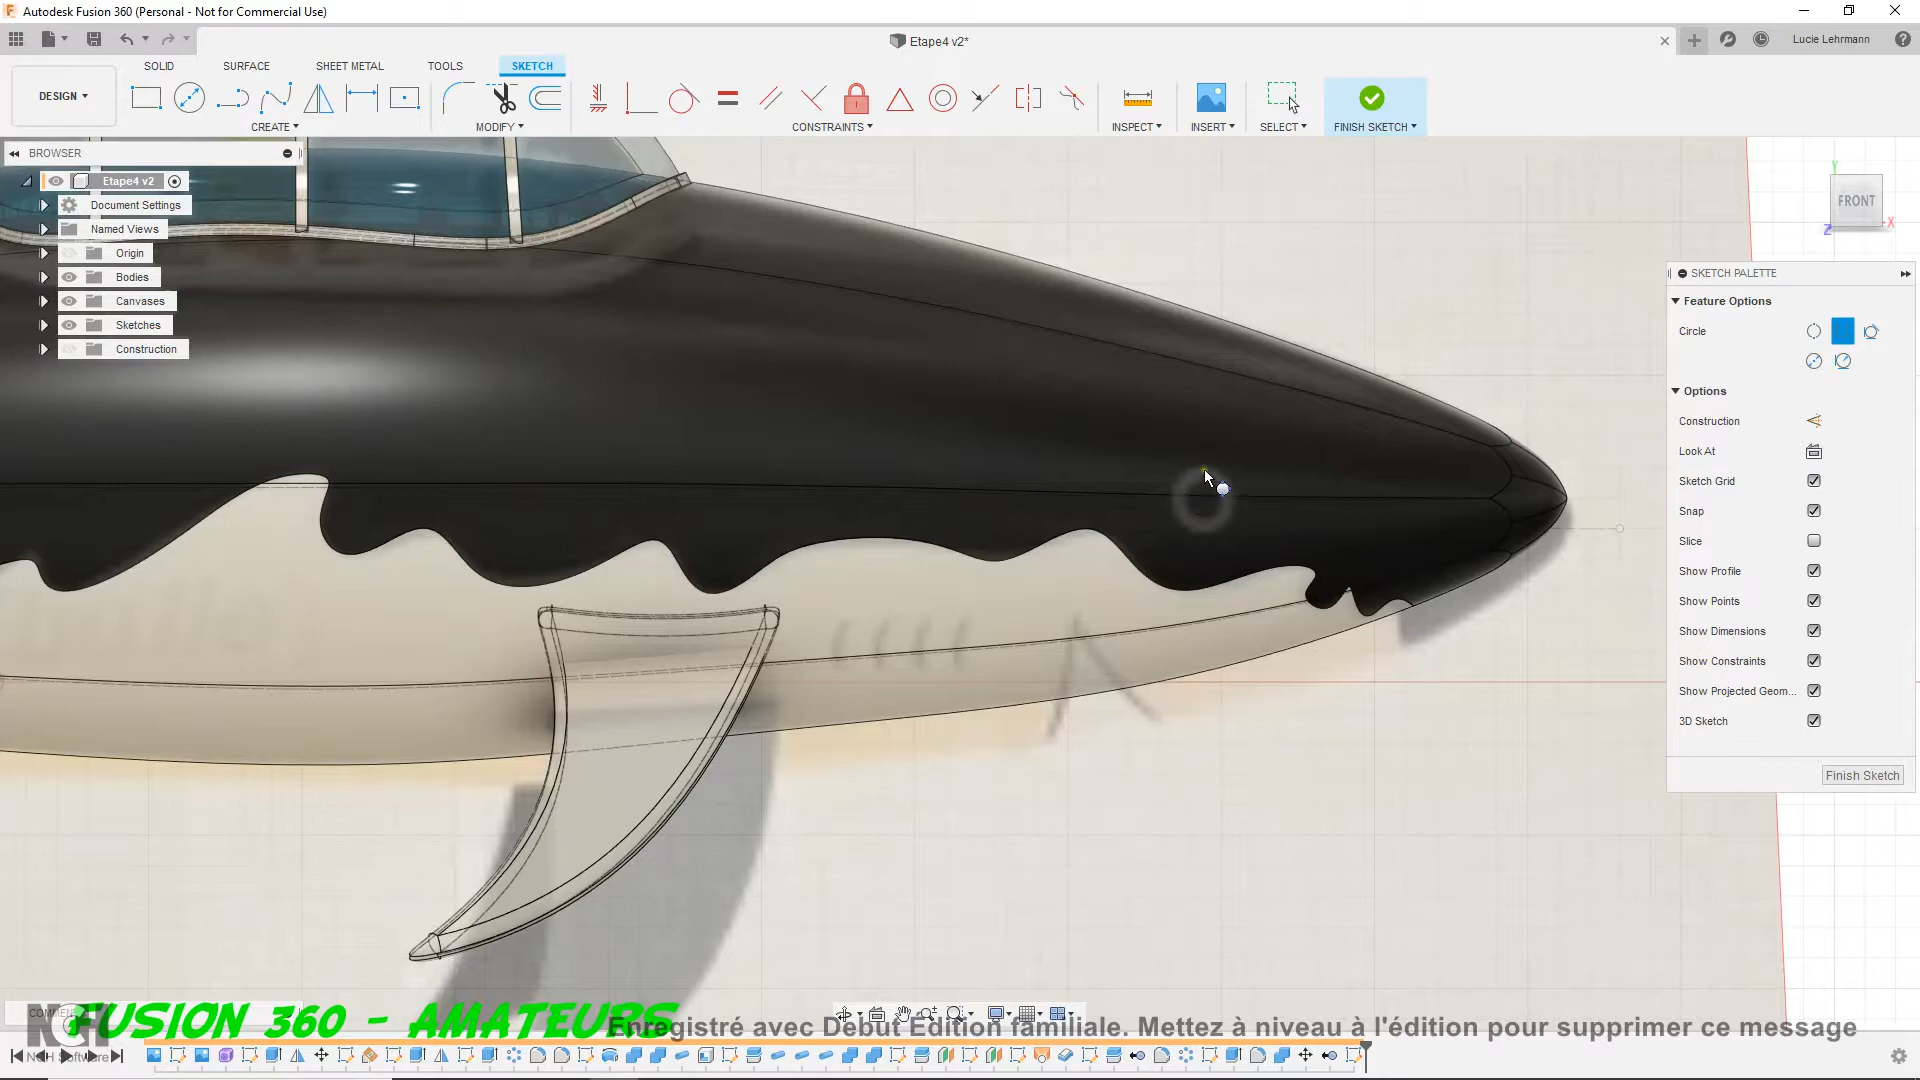 Autodesk Fusion 360 (Personal - Not for Commercial Use)
Etape4 v2*
Lucie Lehrmann
DESIGN
SOLID
SURFACE
SHEET METAL
TOOLS
SKETCH
CREATE
MODIFY
CONSTRAINTS
INSPECT
INSERT
SELECT
FINISH SKETCH
BROWSER
Etape4 v2
Document Settings
Named Views
Origin
Bodies
Canvases
Sketches
Construction
Y
FRONT
X
Z
SKETCH PALETTE
Feature Options
Circle
Options
Construction
Look At
Sketch Grid
Snap
Slice
Show Profile
Show Points
Show Dimensions
Show Constraints
Show Projected Geom...
3D Sketch
Finish Sketch
FUSION 360 - AMATEURS
Enregistré avec Debut Édition familiale. Mettez à niveau à l'édition pour supprimer ce message
NCH Software